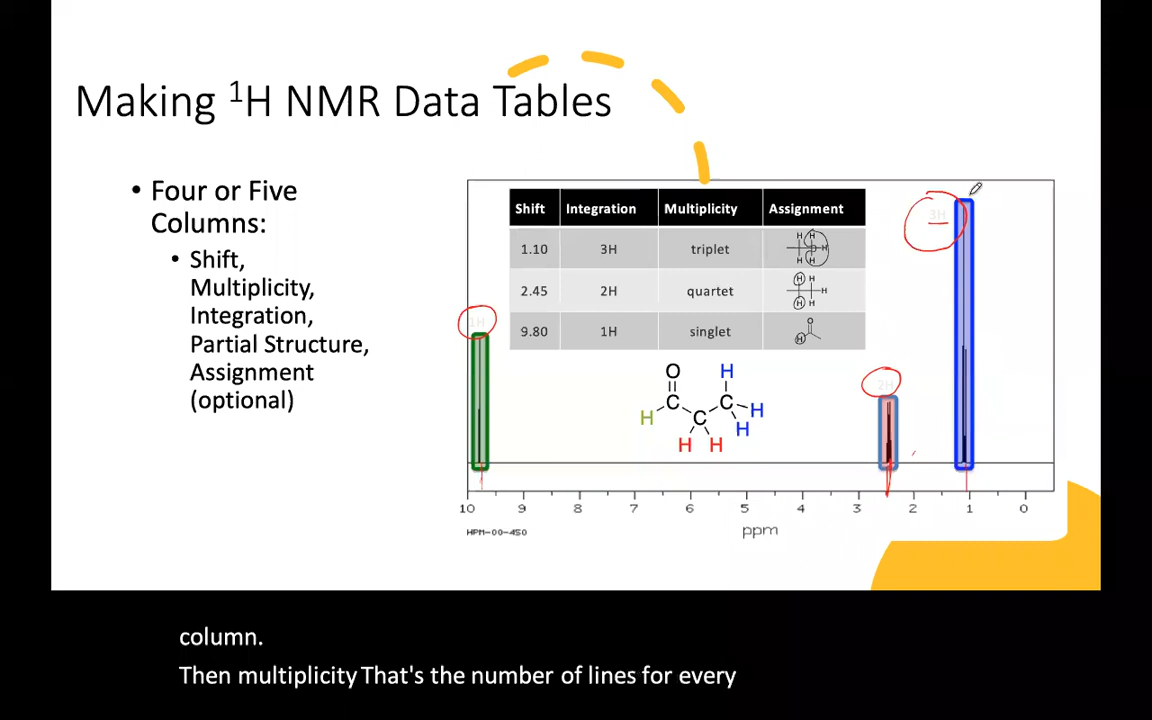 Making ¹H NMR Data Tables
• Four or Five
Columns:
• Shift,
Multiplicity,
Integration,
Partial Structure,
Assignment
(optional)
Shift Integration Multiplicity Assignment
1.10 3H triplet
H H
H
H H
2.45 2H quartet
H H
H
H H
9.80 1H singlet
O
H
3H
1H
2H
O H
H C C H
C H
H H
10 9 8 7 6 5 4 3 2 1 0
HPM-00-450 ppm
column.
Then multiplicity That's the number of lines for every